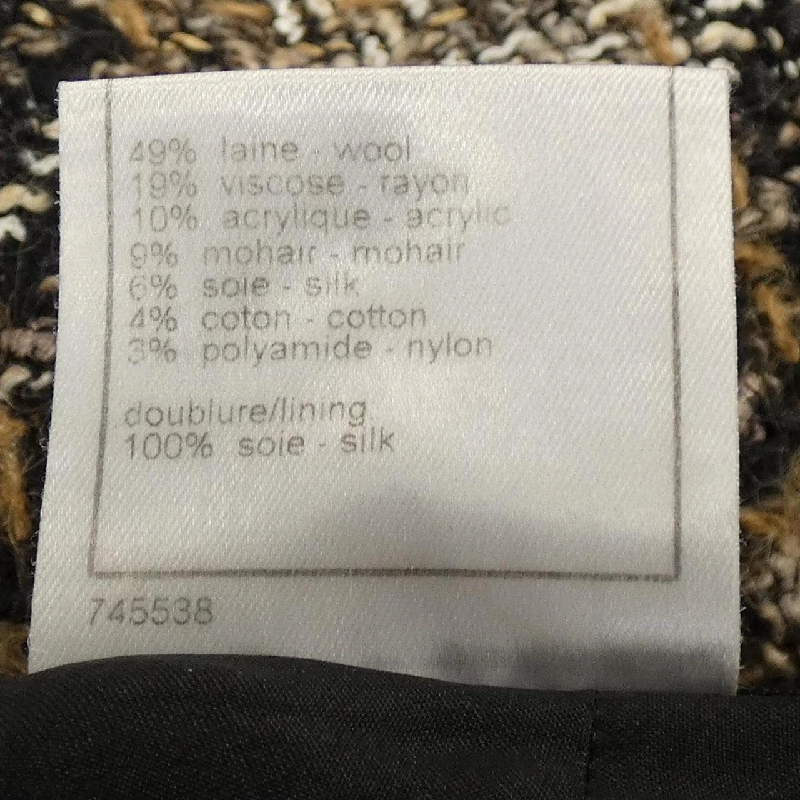 49% laine - wool
19% viscose - rayon
10% acrylique - acrylic
9% mohair - mohair
6% soie - silk
4% coton - cotton
3% polyamide - nylon
doublure/lining
100% soie - silk
745538